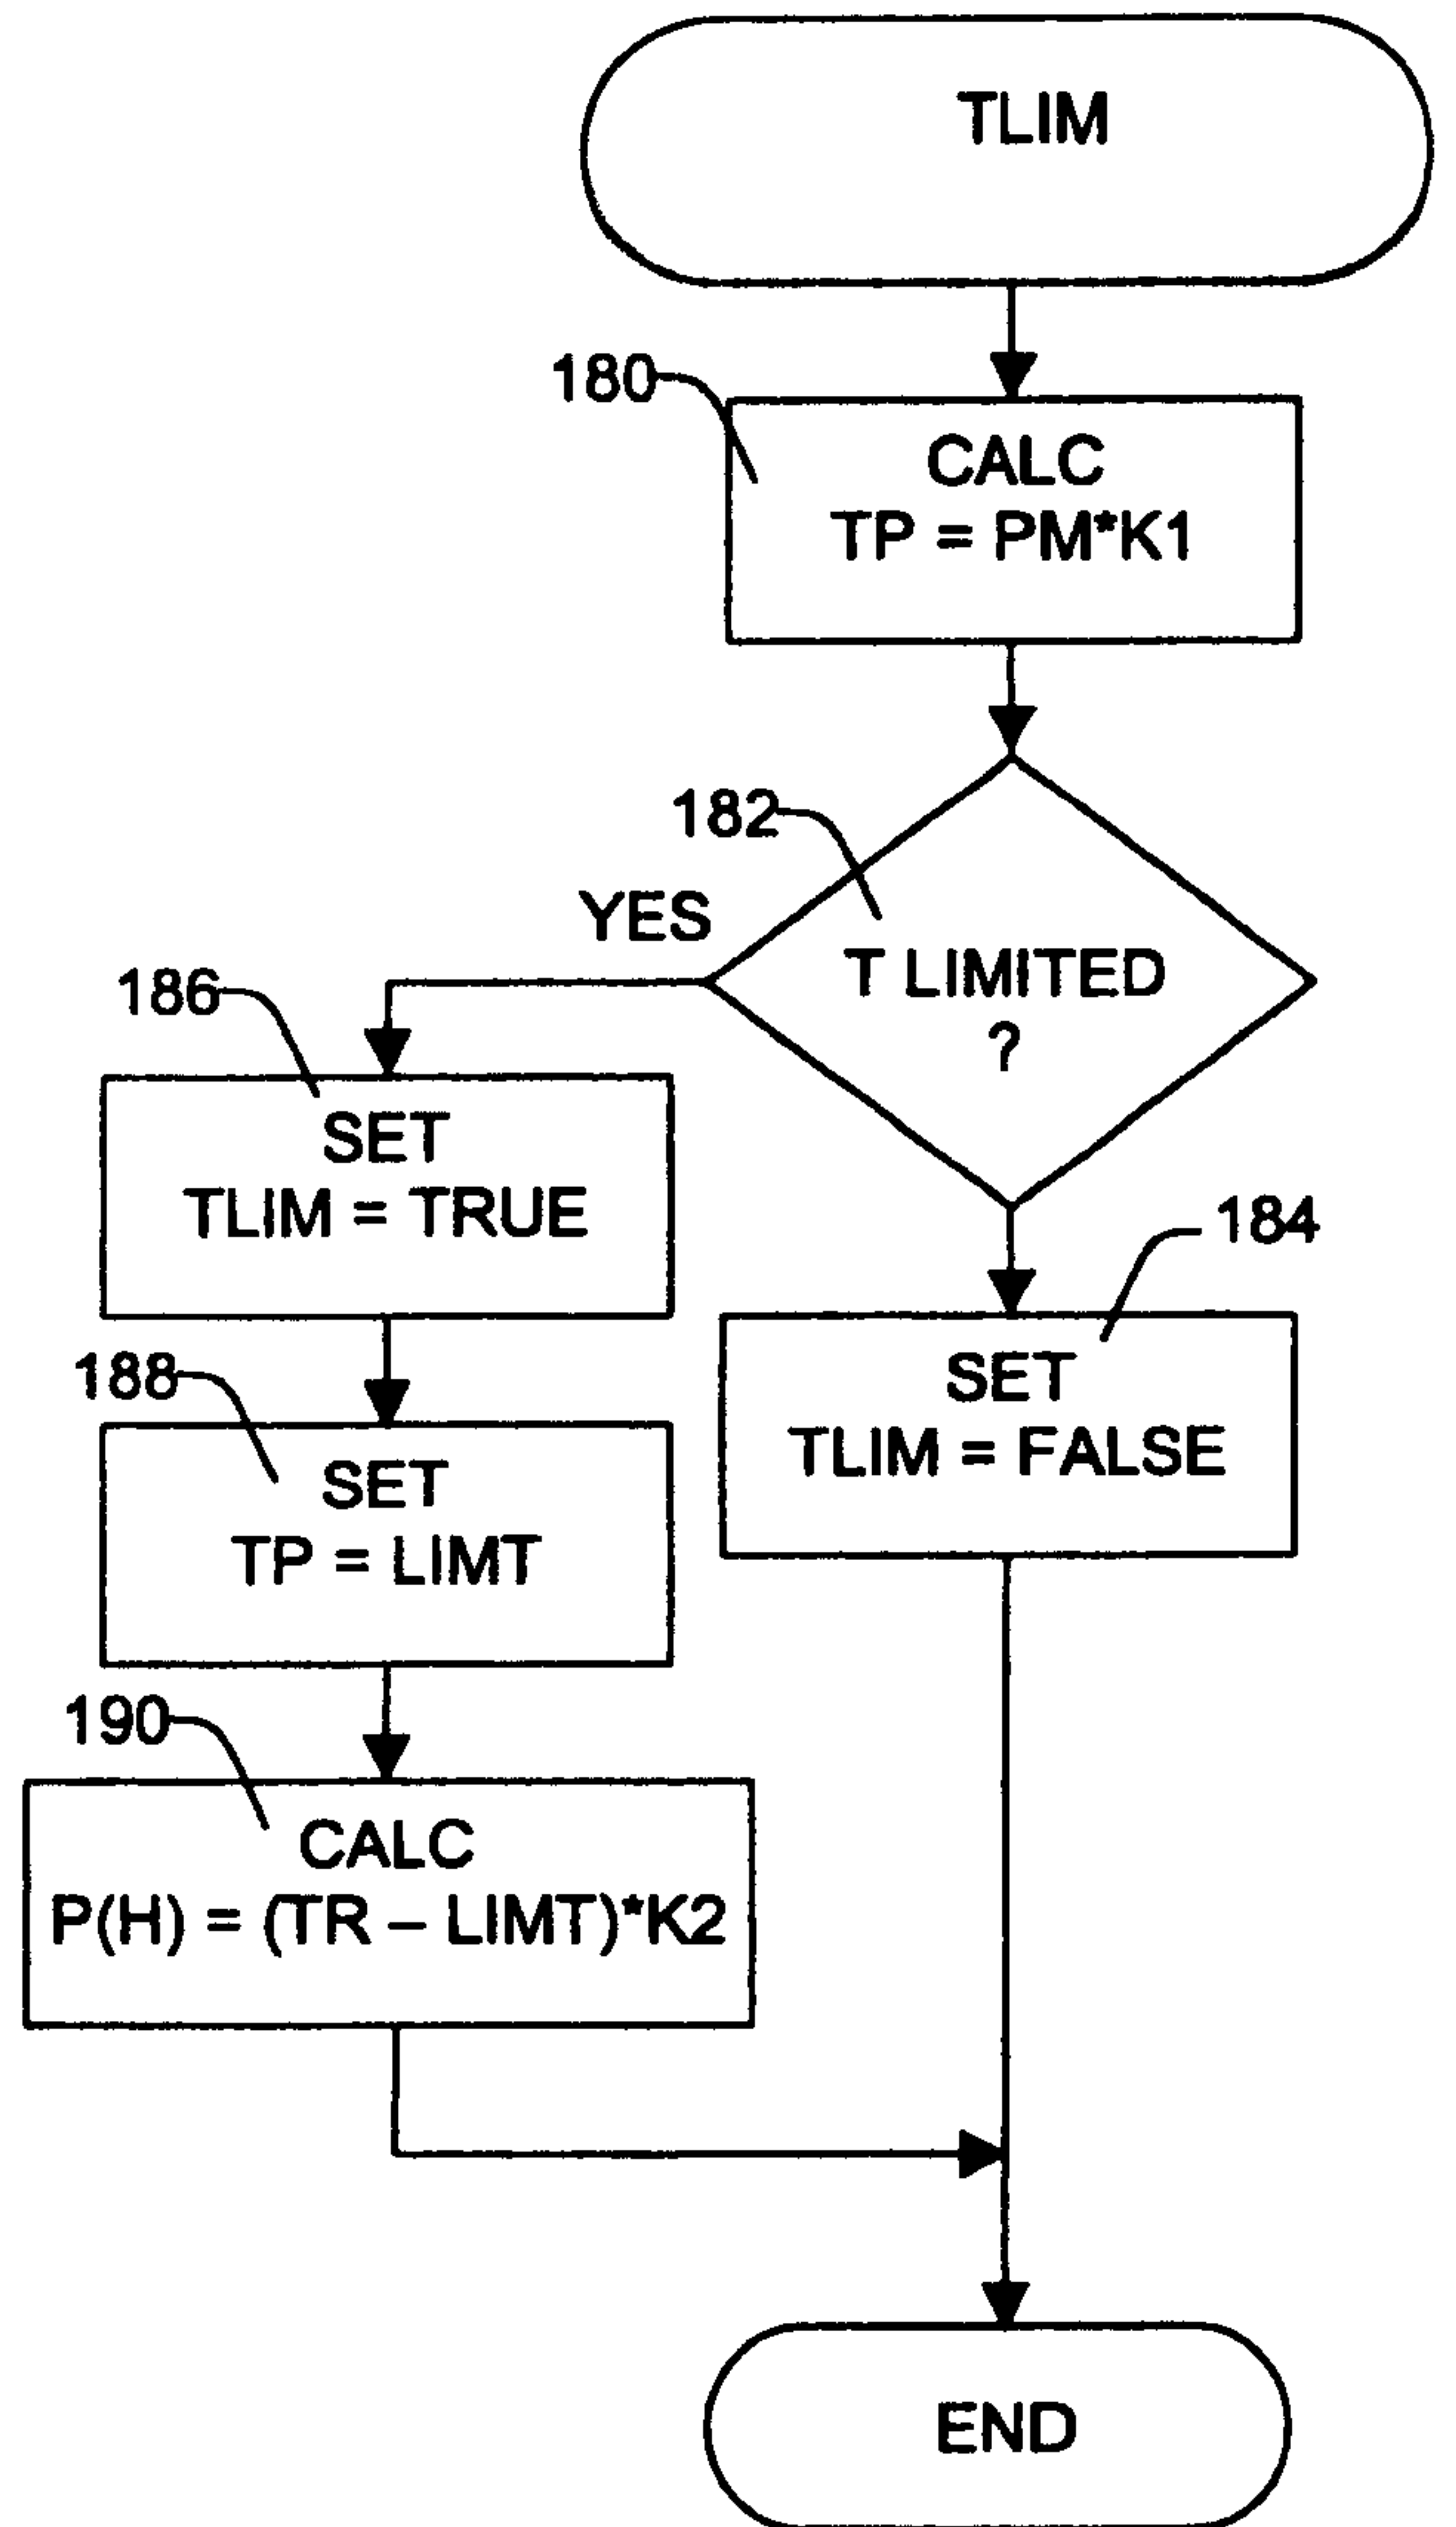 TLIM
180
CALC
TP = PM*K1
182
YES
T LIMITED
?
186
SET
TLIM = TRUE
184
SET
TLIM = FALSE
188
SET
TP = LIMT
190
CALC
P(H) = (TR – LIMT)*K2
END